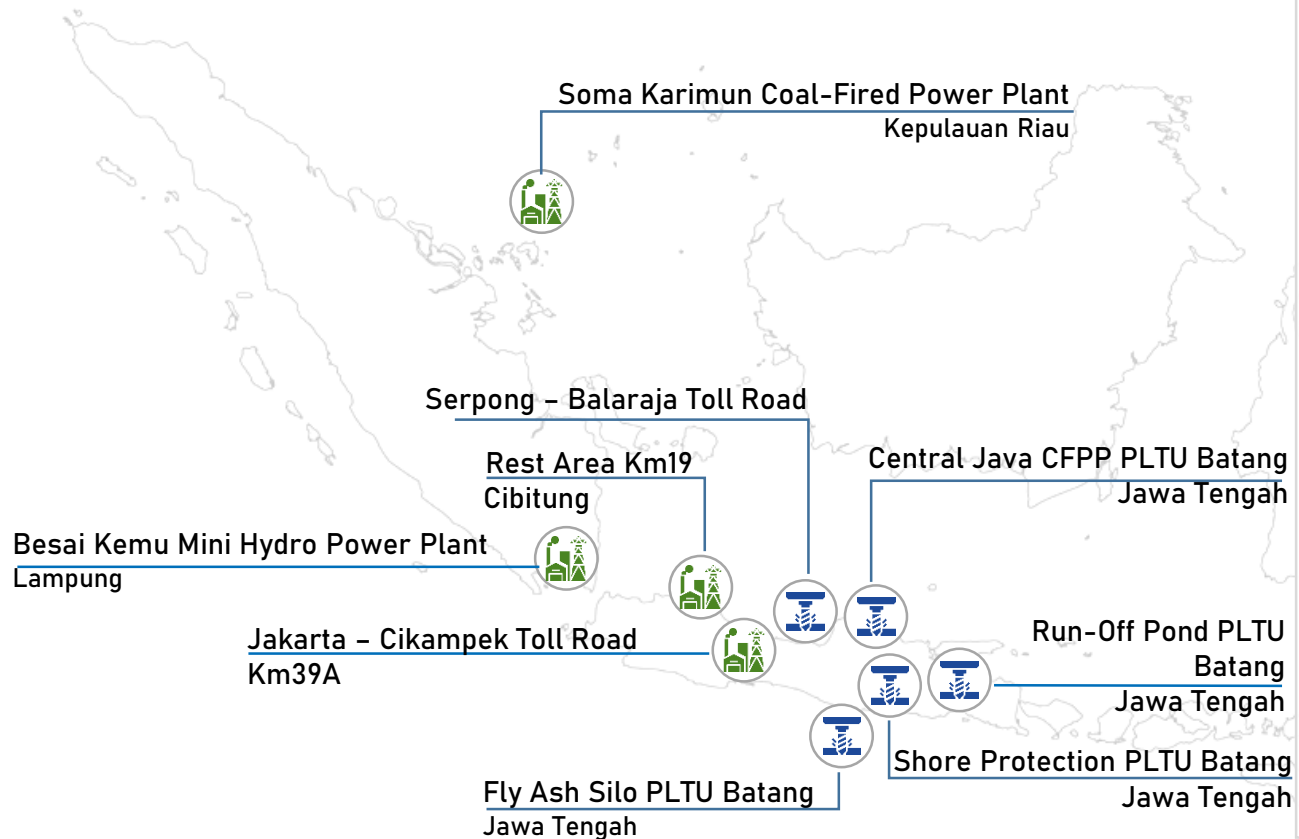 Soma Karimun Coal-Fired Power Plant
Kepulauan Riau
Serpong – Balaraja Toll Road
Rest Area Km19
Cibitung
Central Java CFPP PLTU Batang
Jawa Tengah
Besai Kemu Mini Hydro Power Plant
Lampung
Jakarta – Cikampek Toll Road
Km39A
Run-Off Pond PLTU
Batang
Jawa Tengah
Shore Protection PLTU Batang
Jawa Tengah
Fly Ash Silo PLTU Batang
Jawa Tengah